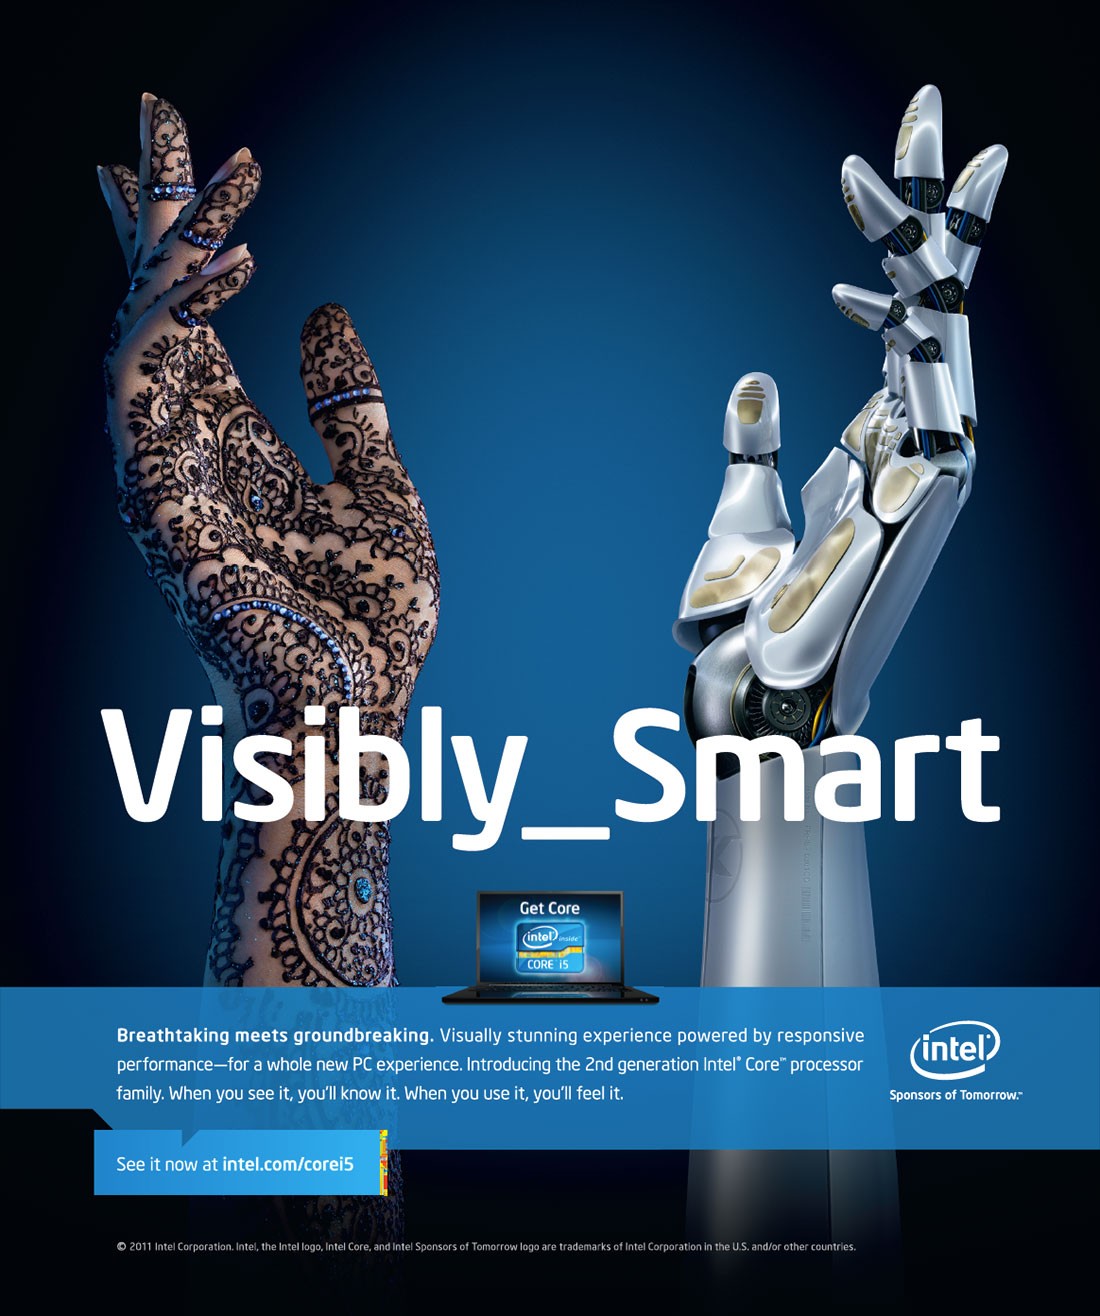 Visibly_Smart
Get Core
intel inside™
CORE i5
Breathtaking meets groundbreaking. Visually stunning experience powered by responsive
performance—for a whole new PC experience. Introducing the 2nd generation Intel® Core™ processor
family. When you see it, you'll know it. When you use it, you'll feel it.
intel®
Sponsors of Tomorrow.™
See it now at intel.com/corei5
© 2011 Intel Corporation. Intel, the Intel logo, Intel Core, and Intel Sponsors of Tomorrow logo are trademarks of Intel Corporation in the U.S. and/or other countries.